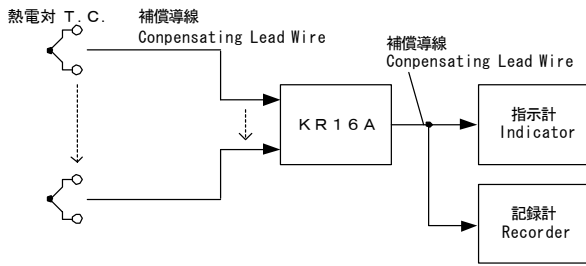 熱電対 T. C.
補償導線
Conpensating Lead Wire
補償導線
Conpensating Lead Wire
KR16A
指示計
Indicator
記録計
Recorder